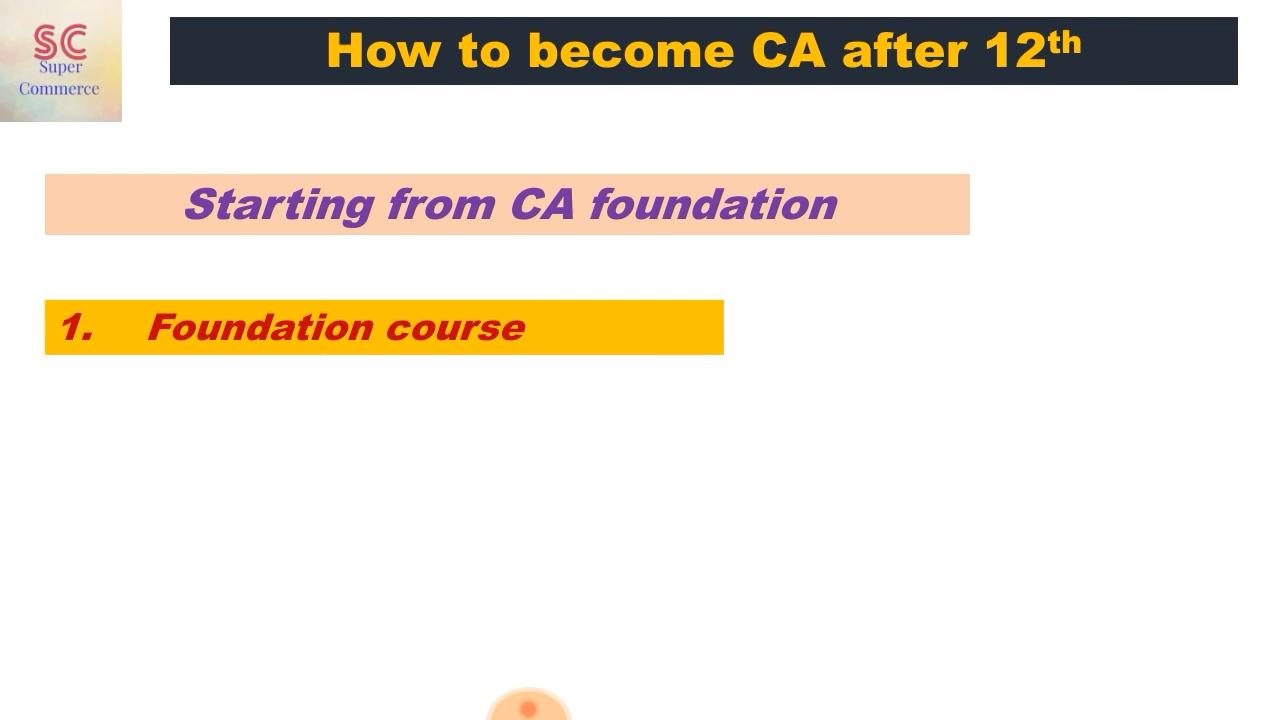 SC
Super
Commerce
How to become CA after 12th
Starting from CA foundation
1. Foundation course